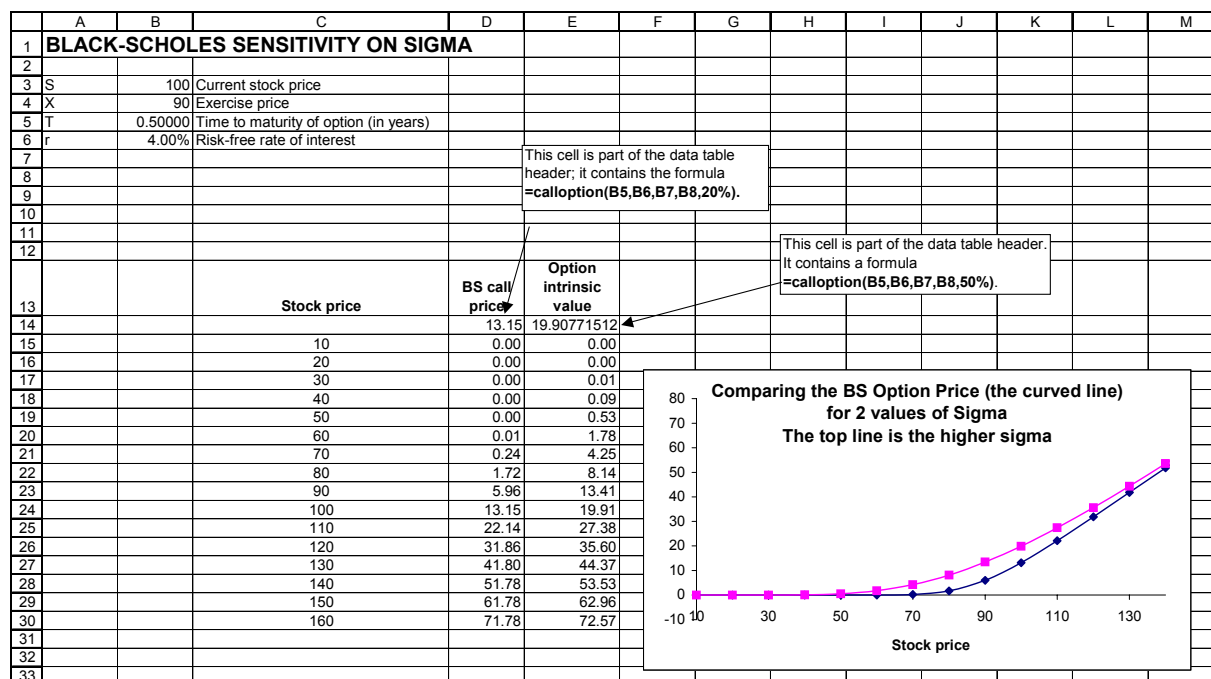 A B C D E F G H I J K L M
1 BLACK-SCHOLES SENSITIVITY ON SIGMA
2
3 S 100 Current stock price
4 X 90 Exercise price
5 T 0.50000 Time to maturity of option (in years)
6 r 4.00% Risk-free rate of interest
7
This cell is part of the data table
8
header; it contains the formula
9
=calloption(B5,B6,B7,B8,20%).
10
11
12
This cell is part of the data table header.
It contains a formula
=calloption(B5,B6,B7,B8,50%).
Option
BS call intrinsic
13 Stock price price value
14 13.15 19.90771512
15 10 0.00 0.00
16 20 0.00 0.00
17 30 0.00 0.01
18 40 0.00 0.09
19 50 0.00 0.53
20 60 0.01 1.78
21 70 0.24 4.25
22 80 1.72 8.14
23 90 5.96 13.41
24 100 13.15 19.91
25 110 22.14 27.38
26 120 31.86 35.60
27 130 41.80 44.37
28 140 51.78 53.53
29 150 61.78 62.96
30 160 71.78 72.57
31
32
33
Comparing the BS Option Price (the curved line)
for 2 values of Sigma
The top line is the higher sigma
80
70
60
50
40
30
20
10
0
-10
10 30 50 70 90 110 130
Stock price